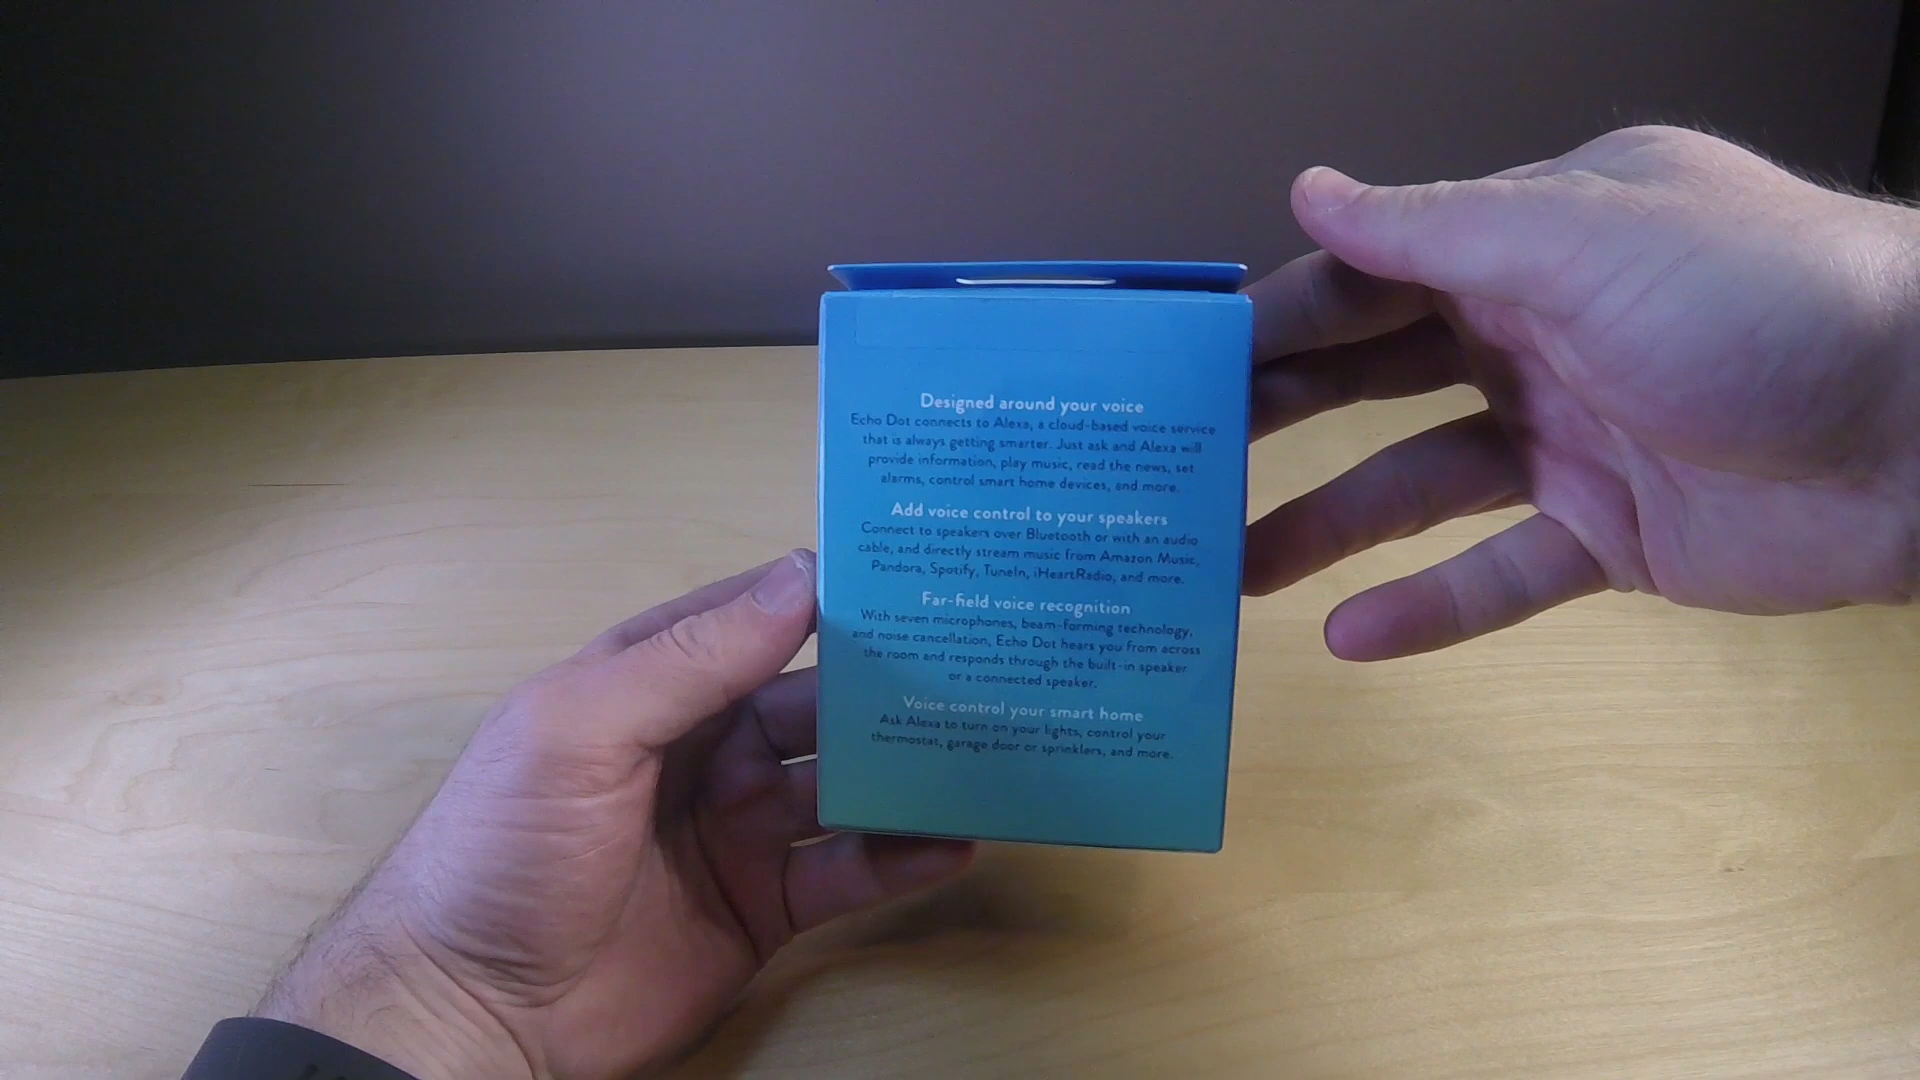 Designed around your voice
Echo Dot connects to Alexa, a cloud-based voice service
that is always getting smarter. Just ask and Alexa will
provide information, play music, read the news, set
alarms, control smart home devices, and more.
Add voice control to your speakers
Connect to speakers over Bluetooth or with an audio
cable, and directly stream music from Amazon Music,
Pandora, Spotify, TuneIn, iHeartRadio, and more.
Far-field voice recognition
With seven microphones, beam-forming technology,
and noise cancellation, Echo Dot hears you from across
the room and responds through the built-in speaker
or a connected speaker.
Voice control your smart home
Ask Alexa to turn on your lights, control your
thermostat, garage door or sprinklers, and more.